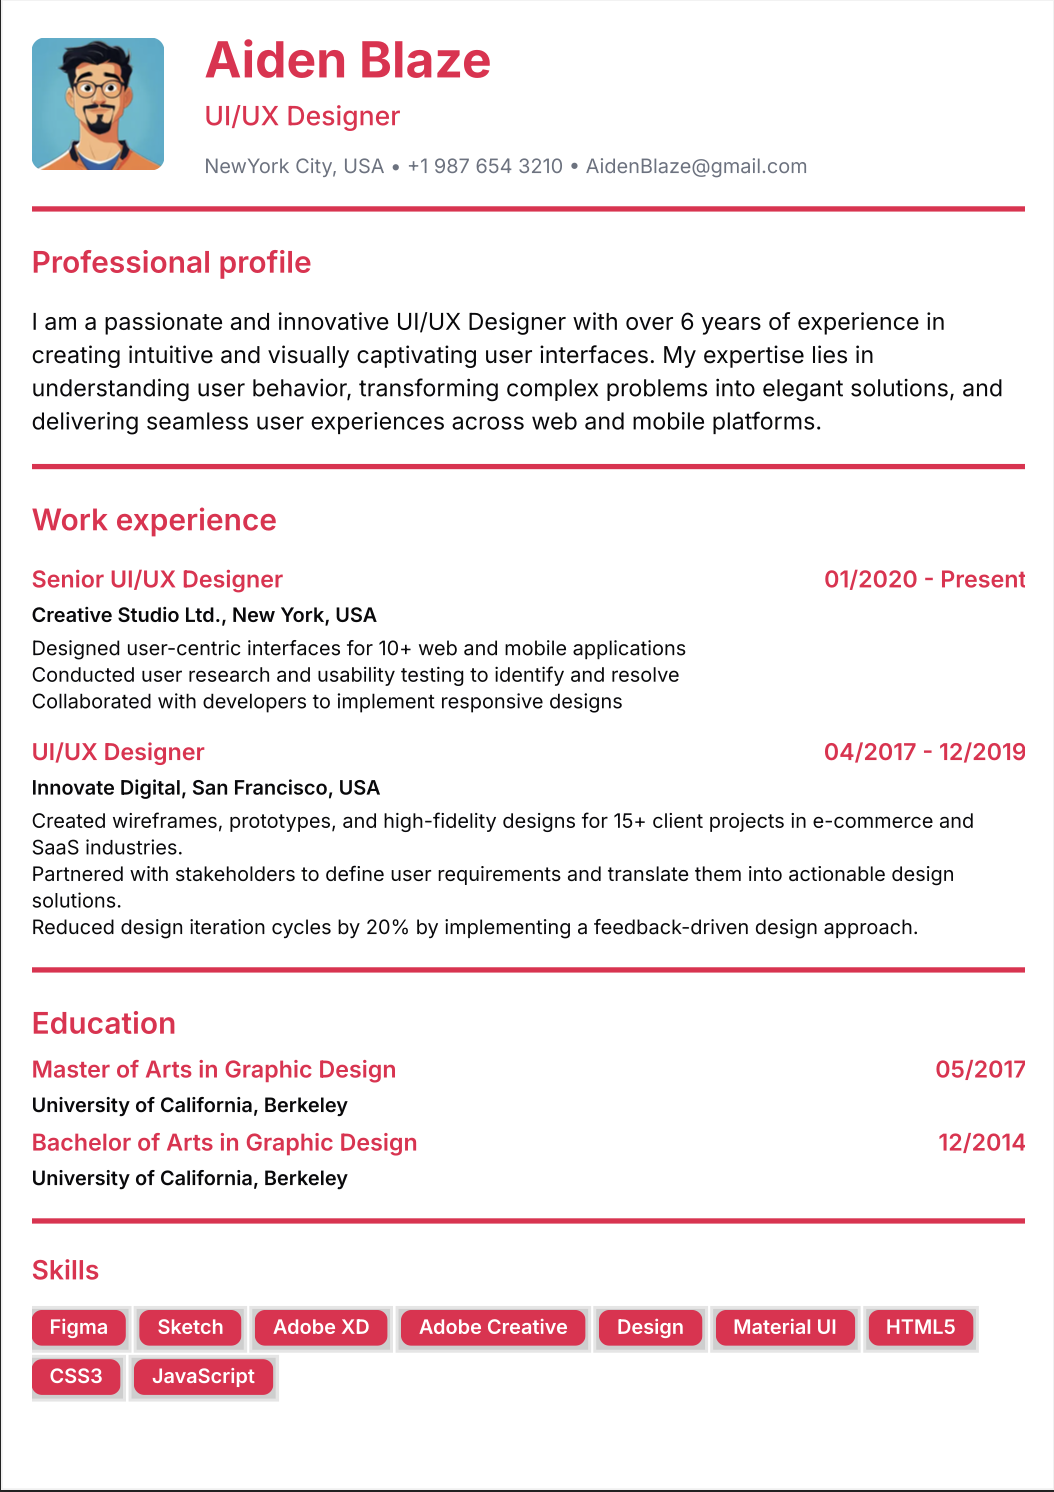 Aiden Blaze
UI/UX Designer
NewYork City, USA • +1 987 654 3210 • AidenBlaze@gmail.com
Professional profile
I am a passionate and innovative UI/UX Designer with over 6 years of experience in
creating intuitive and visually captivating user interfaces. My expertise lies in
understanding user behavior, transforming complex problems into elegant solutions, and
delivering seamless user experiences across web and mobile platforms.
Work experience
Senior UI/UX Designer 01/2020 - Present
Creative Studio Ltd., New York, USA
Designed user-centric interfaces for 10+ web and mobile applications
Conducted user research and usability testing to identify and resolve
Collaborated with developers to implement responsive designs
UI/UX Designer 04/2017 - 12/2019
Innovate Digital, San Francisco, USA
Created wireframes, prototypes, and high-fidelity designs for 15+ client projects in e-commerce and
SaaS industries.
Partnered with stakeholders to define user requirements and translate them into actionable design
solutions.
Reduced design iteration cycles by 20% by implementing a feedback-driven design approach.
Education
Master of Arts in Graphic Design 05/2017
University of California, Berkeley
Bachelor of Arts in Graphic Design 12/2014
University of California, Berkeley
Skills
Figma Sketch Adobe XD Adobe Creative Design Material UI HTML5
CSS3 JavaScript